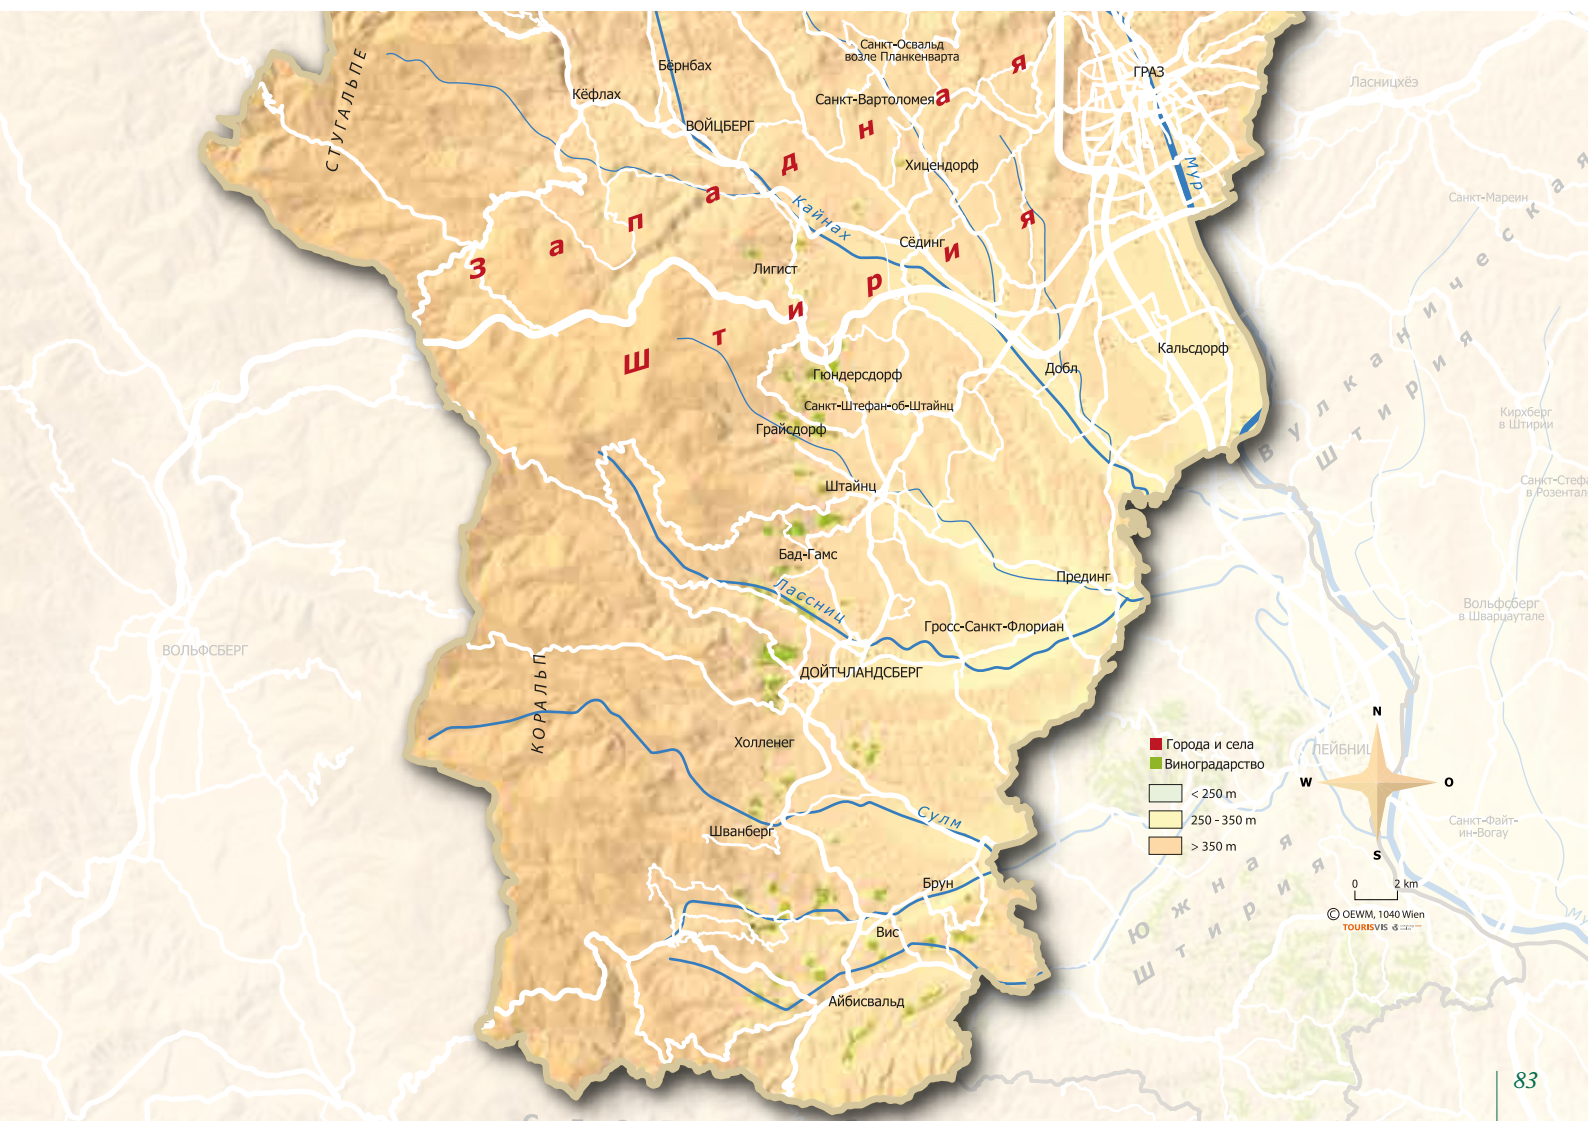 Санкт-Освальд
возле Планкенварта
Бёрнбах
ГРАЗ
Ласницхёэ
Кёфлах
Санкт-Вартоломея
ВОЙЦБЕРГ
СТУГАЛЬПЕ
Хицендорф
Мур
Санкт-Мареин
Западная
Штирия
Кайнах
Сёдинг
Лигист
Вулканическая
Штирия
Кальсдорф
Добл
Гюндерсдорф
Санкт-Штефан-об-Штайнц
Кирхберг
в Штирии
Грайсдорф
Штайнц
Бад-Гамс
Прединг
Лассниц
Вольфсберг
в Шварцаутале
Гросс-Санкт-Флориан
ВОЛЬФСБЕРГ
ДОЙТЧЛАНДСБЕРГ
КОРАЛЬП
Холленег
Сулм
Шванберг
Брун
Вис
Айбисвальд
Южная
Штирия
Санкт-Файт-
ин-Вогау
Города и села
Виноградарство
< 250 m
250 - 350 m
> 350 m
N
W
O
S
0 2 km
© OEWM, 1040 Wien
TOURISVIS
83